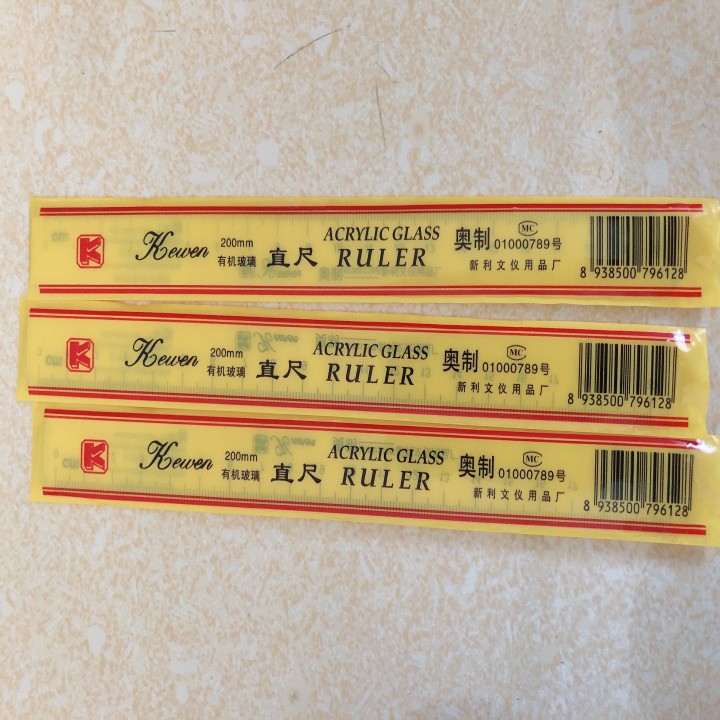 K
Kewen
200mm
有机玻璃
直尺
ACRYLIC GLASS
RULER
奥制
MC
01000789号
新利文仪用品厂
8 938500 796128
cm
K
Kewen
200mm
有机玻璃
直尺
ACRYLIC GLASS
RULER
奥制
MC
01000789号
新利文仪用品厂
8 938500 796128
cm
K
Kewen
200mm
有机玻璃
直尺
ACRYLIC GLASS
RULER
奥制
MC
01000789号
新利文仪用品厂
8 938500 796128
cm